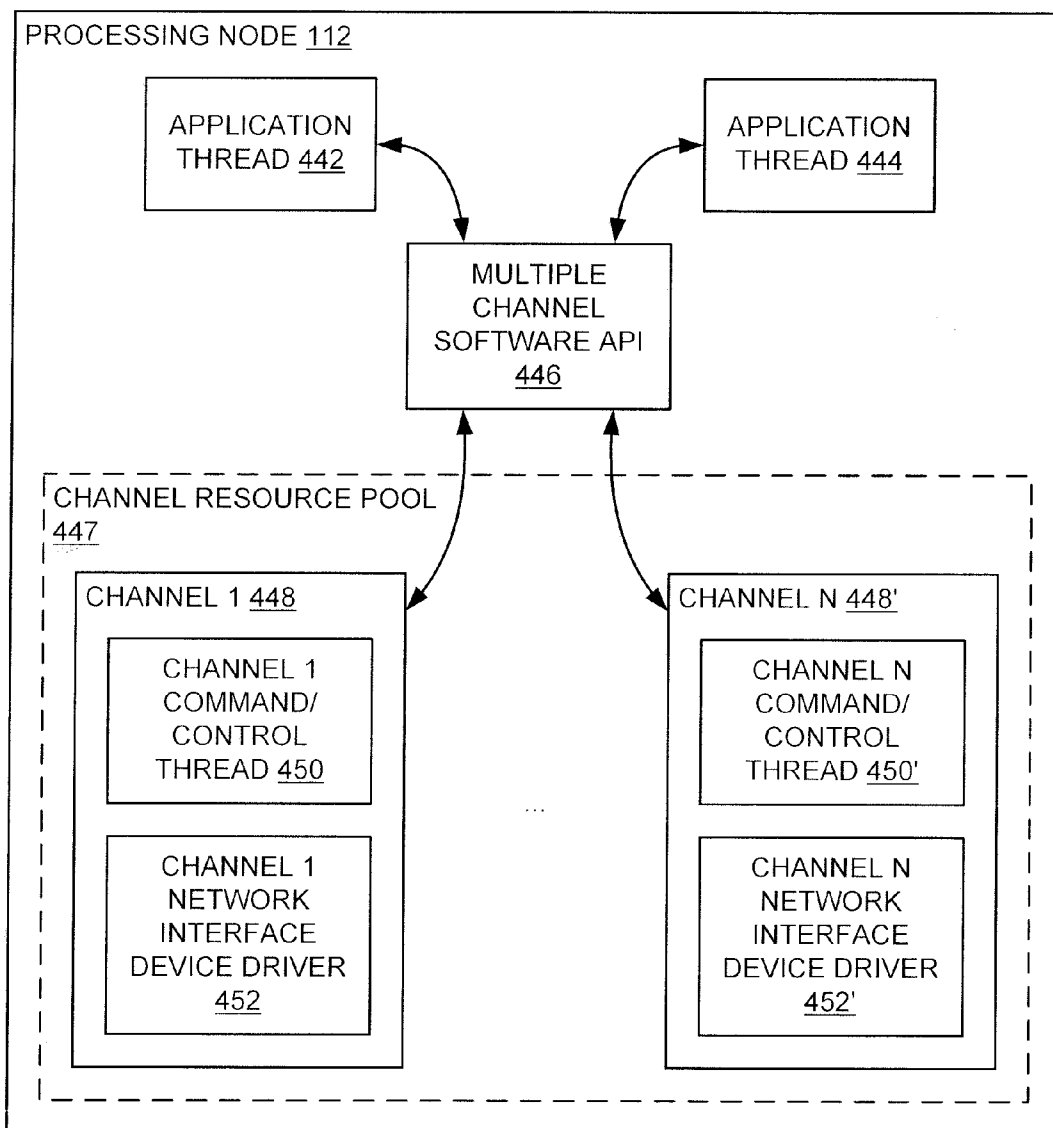 PROCESSING NODE 112
APPLICATION
THREAD 442
APPLICATION
THREAD 444
MULTIPLE
CHANNEL
SOFTWARE API
446
CHANNEL RESOURCE POOL
447
CHANNEL 1 448
CHANNEL 1
COMMAND/
CONTROL
THREAD 450
CHANNEL 1
NETWORK
INTERFACE
DEVICE DRIVER
452
...
CHANNEL N 448'
CHANNEL N
COMMAND/
CONTROL
THREAD 450'
CHANNEL N
NETWORK
INTERFACE
DEVICE DRIVER
452'